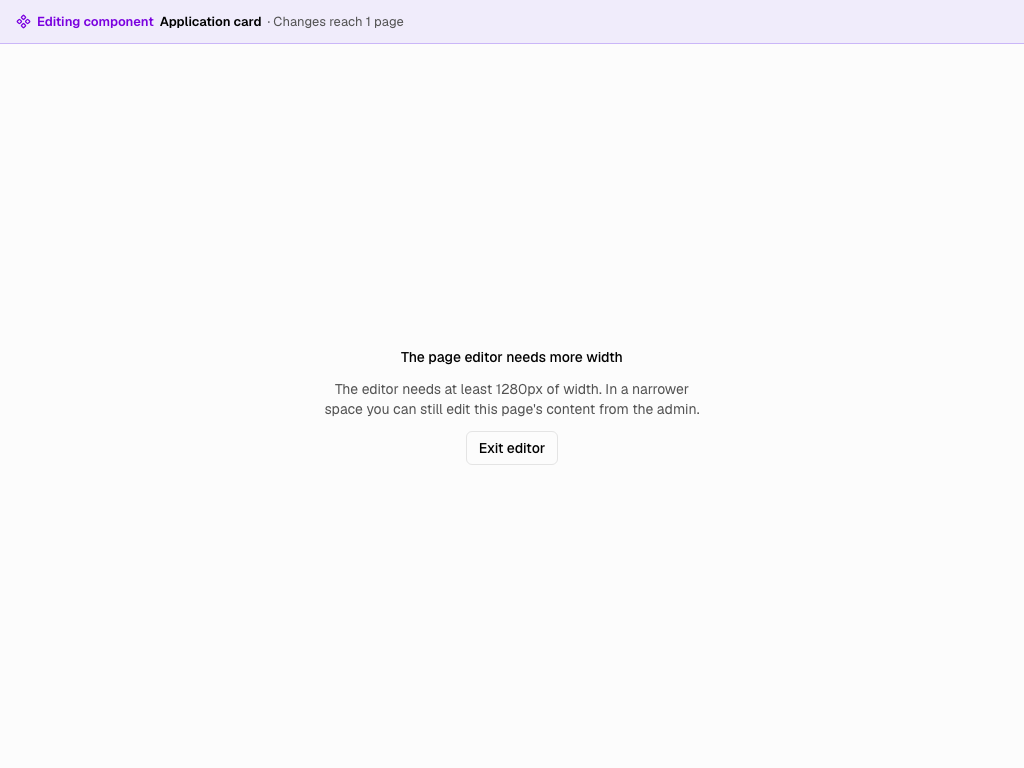 Editing component Application card · Changes reach 1 page
The page editor needs more width
The editor needs at least 1280px of width. In a narrower
space you can still edit this page's content from the admin.
Exit editor